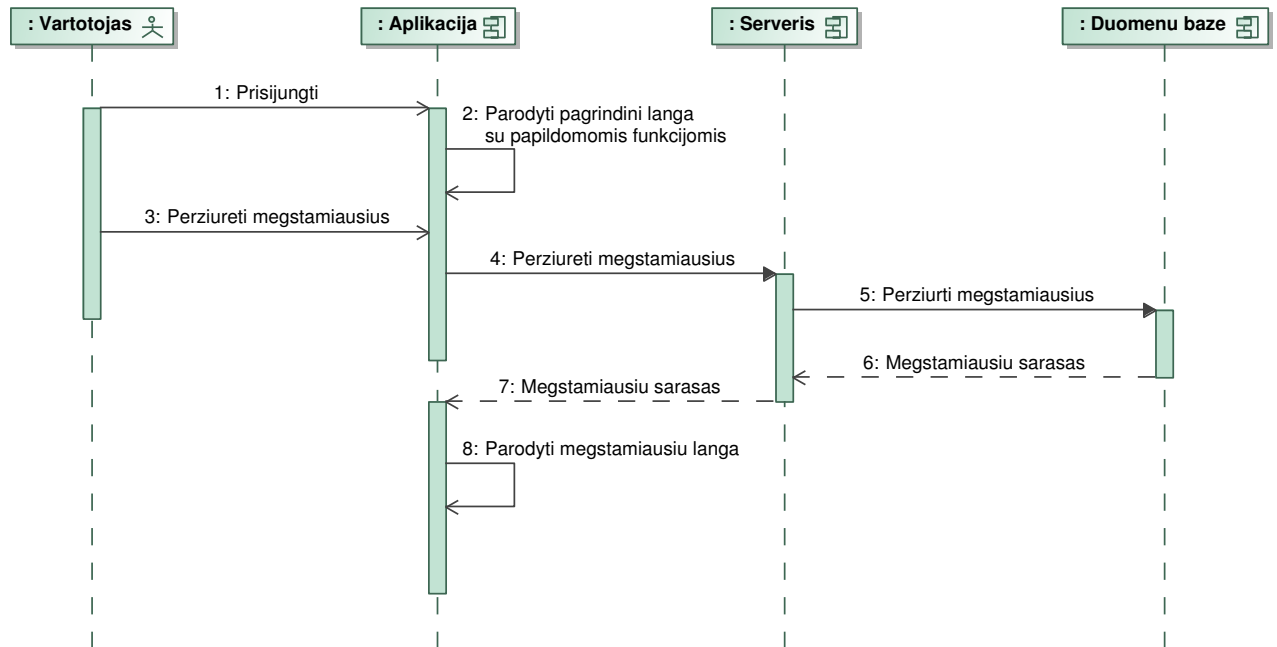 : Vartotojas
: Aplikacija
: Serveris
: Duomenu baze
1: Prisijungti
2: Parodyti pagrindini langa
su papildomomis funkcijomis
3: Perziureti megstamiausius
4: Perziureti megstamiausius
5: Perziurti megstamiausius
6: Megstamiausiu sarasas
7: Megstamiausiu sarasas
8: Parodyti megstamiausiu langa